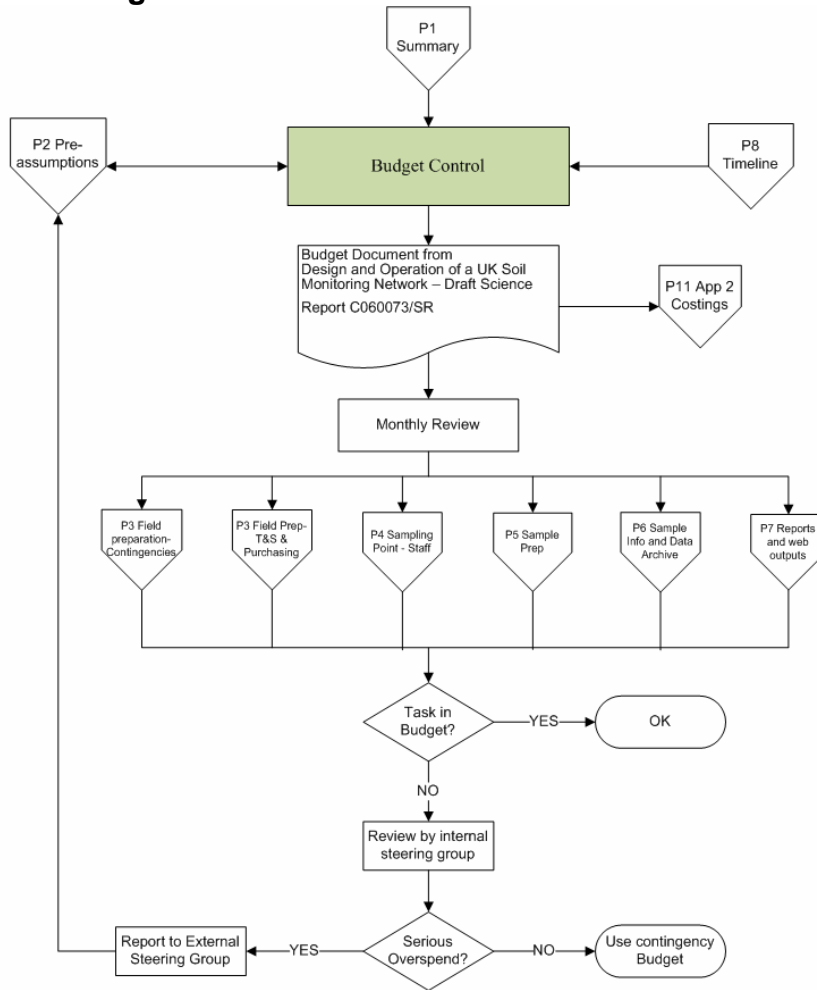 P1
Summary
P2 Pre-
assumptions
Budget Control
P8
Timeline
Budget Document from
Design and Operation of a UK Soil
Monitoring Network – Draft Science
Report C060073/SR
P11 App 2
Costings
Monthly Review
P3 Field
preparation-
Contingencies
P3 Field Prep-
T&S &
Purchasing
P4 Sampling
Point - Staff
P5 Sample
Prep
P6 Sample
Info and Data
Archive
P7 Reports
and web
outputs
Task in
Budget?
YES
OK
NO
Review by internal
steering group
Report to External
Steering Group
YES
Serious
Overspend?
NO
Use contingency
Budget